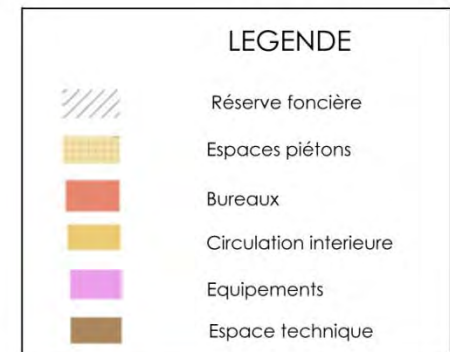 LEGENDE
Réserve foncière
Espaces piétons
Bureaux
Circulation interieure
Equipements
Espace technique